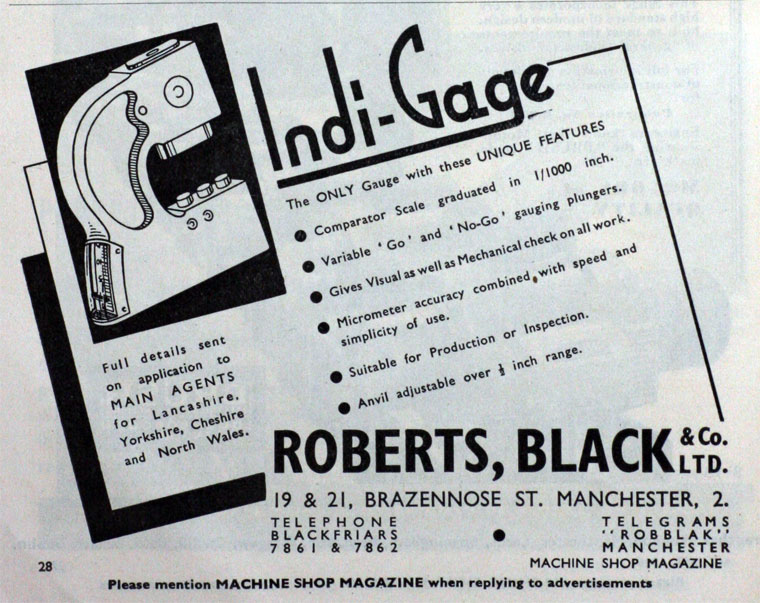 Indi-Gage
The ONLY Gauge with these UNIQUE FEATURES
● Comparator Scale graduated in 1/1000 inch.
● Variable ‘Go’ and ‘No-Go’ gauging plungers.
● Gives Visual as well as Mechanical check on all work.
● Micrometer accuracy combined with speed and
simplicity of use.
● Suitable for Production or Inspection.
● Anvil adjustable over ½ inch range.
Full details sent
on application to
MAIN AGENTS
for Lancashire,
Yorkshire, Cheshire
and North Wales.
ROBERTS, BLACK & Co. LTD.
19 & 21, BRAZENNOSE ST. MANCHESTER, 2.
TELEPHONE
BLACKFRIARS
7861 & 7862
●
TELEGRAMS
"ROBBLAK"
MANCHESTER
28
MACHINE SHOP MAGAZINE
Please mention MACHINE SHOP MAGAZINE when replying to advertisements